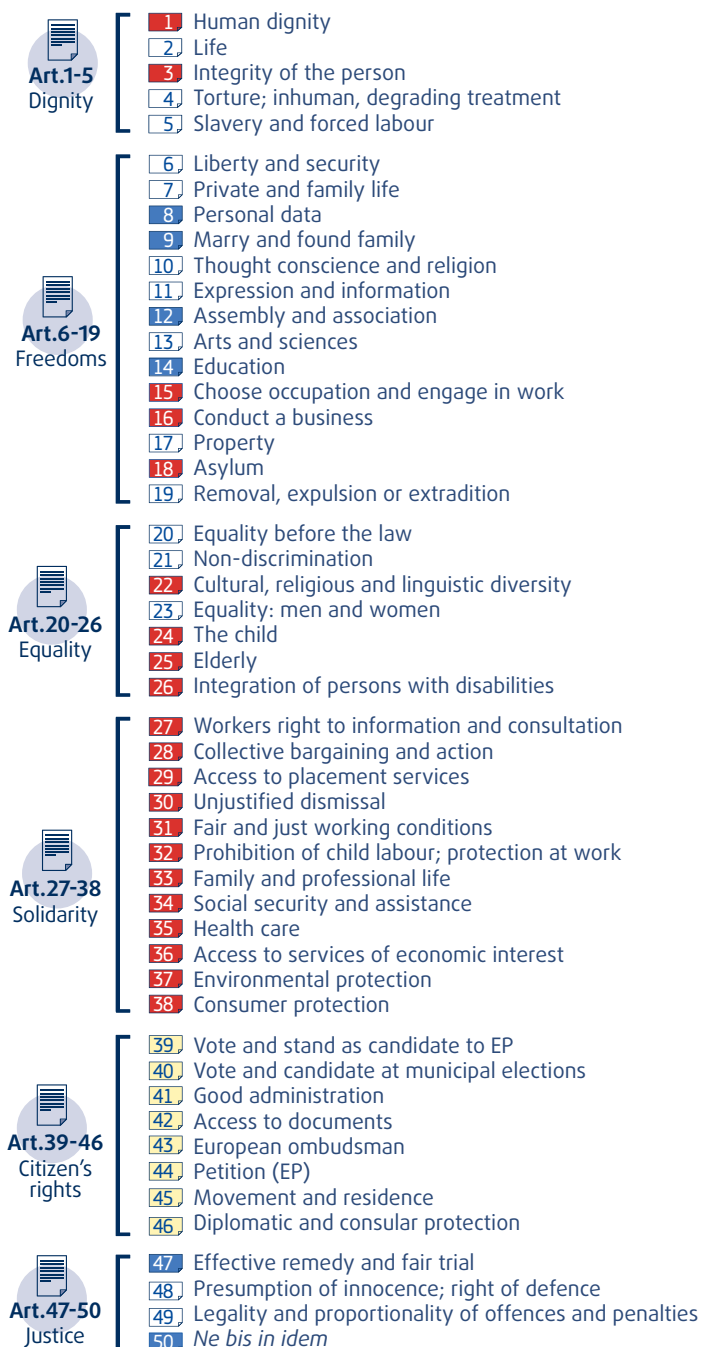 Art.1-5
Dignity
1 Human dignity
2 Life
3 Integrity of the person
4 Torture; inhuman, degrading treatment
5 Slavery and forced labour
Art.6-19
Freedoms
6 Liberty and security
7 Private and family life
8 Personal data
9 Marry and found family
10 Thought conscience and religion
11 Expression and information
12 Assembly and association
13 Arts and sciences
14 Education
15 Choose occupation and engage in work
16 Conduct a business
17 Property
18 Asylum
19 Removal, expulsion or extradition
Art.20-26
Equality
20 Equality before the law
21 Non-discrimination
22 Cultural, religious and linguistic diversity
23 Equality: men and women
24 The child
25 Elderly
26 Integration of persons with disabilities
Art.27-38
Solidarity
27 Workers right to information and consultation
28 Collective bargaining and action
29 Access to placement services
30 Unjustified dismissal
31 Fair and just working conditions
32 Prohibition of child labour; protection at work
33 Family and professional life
34 Social security and assistance
35 Health care
36 Access to services of economic interest
37 Environmental protection
38 Consumer protection
Art.39-46
Citizen's
rights
39 Vote and stand as candidate to EP
40 Vote and candidate at municipal elections
41 Good administration
42 Access to documents
43 European ombudsman
44 Petition (EP)
45 Movement and residence
46 Diplomatic and consular protection
Art.47-50
Justice
47 Effective remedy and fair trial
48 Presumption of innocence; right of defence
49 Legality and proportionality of offences and penalties
50 Ne bis in idem